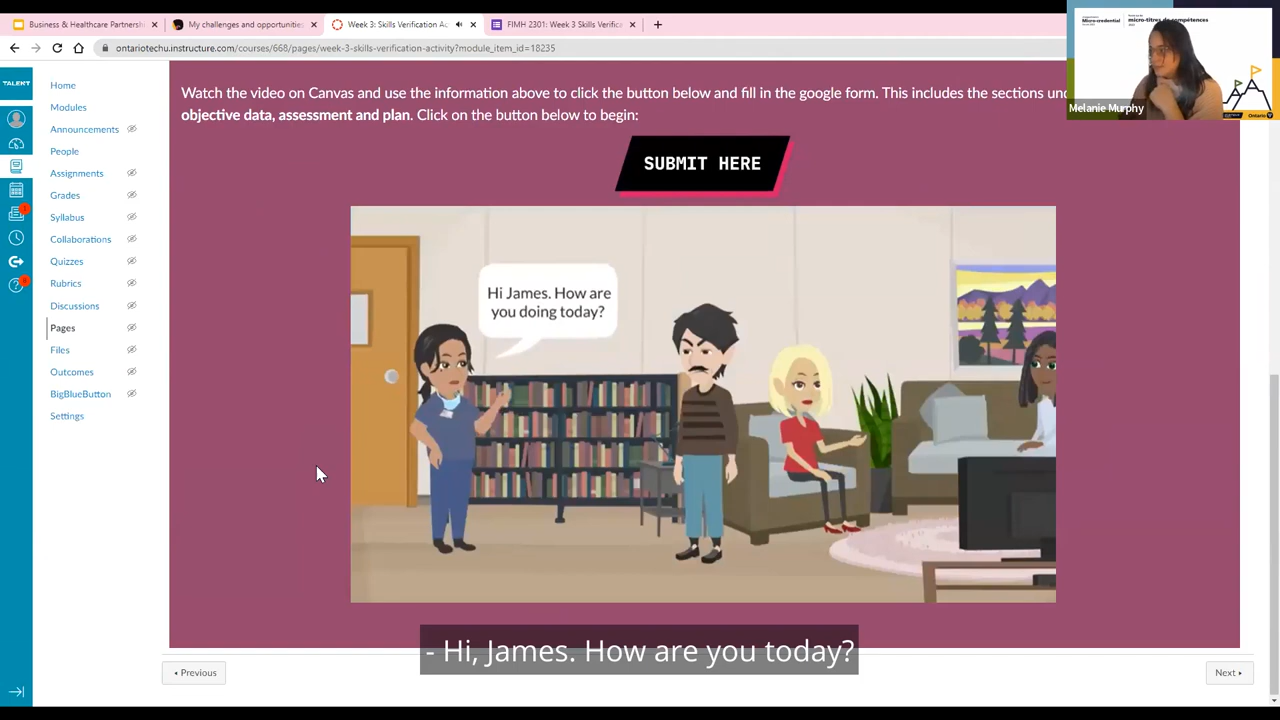 Business & Healthcare Partnershi
My challenges and opportunities
Week 3: Skills Verification Ac
FIMH 2301: Week 3 Skills Verific
ontariotechu.instructure.com/courses/668/pages/week-3-skills-verification-activity?module_item_id=18235
TALENT
Home
Modules
Announcements
People
Assignments
Grades
Syllabus
Collaborations
Quizzes
Rubrics
Discussions
Pages
Files
Outcomes
BigBlueButton
Settings
Watch the video on Canvas and use the information above to click the button below and fill in the google form. This includes the sections un
objective data, assessment and plan. Click on the button below to begin:
SUBMIT HERE
Hi James. How are
you doing today?
- Hi, James. How are you today?
Previous
Next
Micro-credential
micro-titres de compétences
Melanie Murphy
Ontario